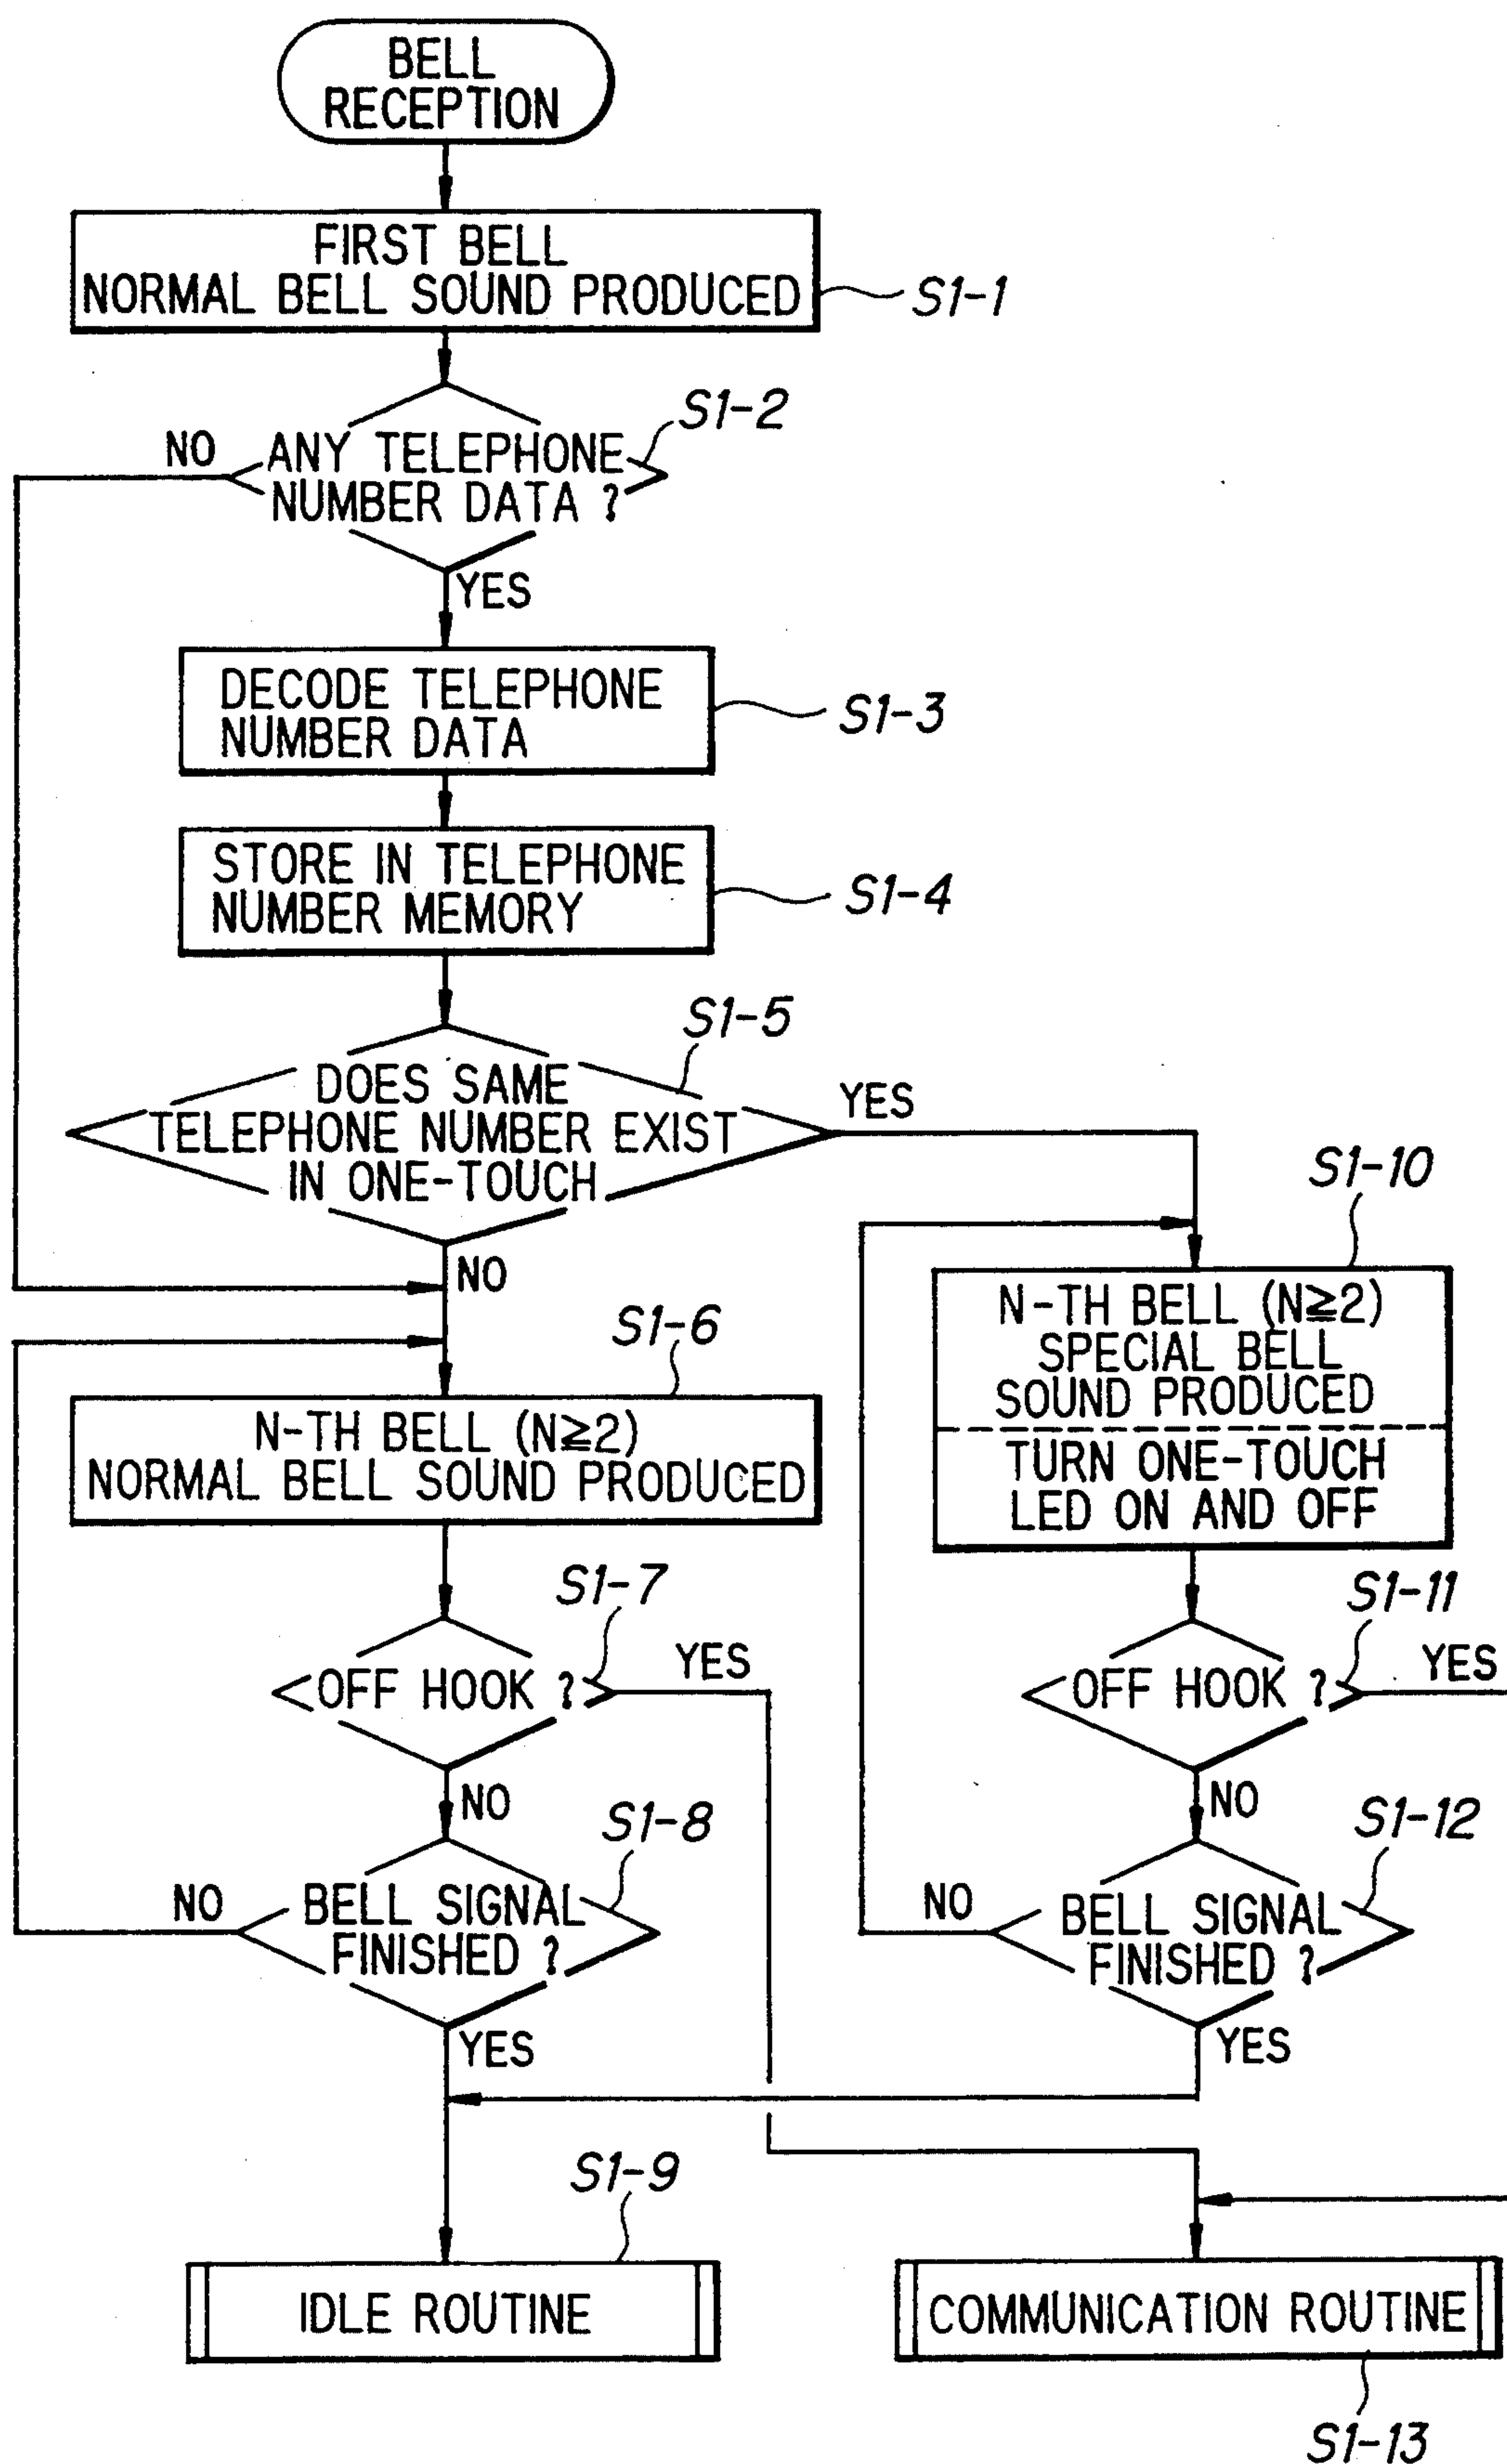 BELL
RECEPTION
FIRST BELL
NORMAL BELL SOUND PRODUCED
S1-1
S1-2
NO
ANY TELEPHONE
NUMBER DATA ?
YES
DECODE TELEPHONE
NUMBER DATA
S1-3
STORE IN TELEPHONE
NUMBER MEMORY
S1-4
S1-5
DOES SAME
TELEPHONE NUMBER EXIST
IN ONE-TOUCH
YES
NO
S1-10
N-TH BELL (N≧2)
SPECIAL BELL
SOUND PRODUCED
TURN ONE-TOUCH
LED ON AND OFF
S1-6
N-TH BELL (N≧2)
NORMAL BELL SOUND PRODUCED
S1-7
OFF HOOK ?
YES
NO
S1-11
OFF HOOK ?
YES
NO
S1-8
NO
BELL SIGNAL
FINISHED ?
YES
S1-12
NO
BELL SIGNAL
FINISHED ?
YES
S1-9
IDLE ROUTINE
COMMUNICATION ROUTINE
S1-13